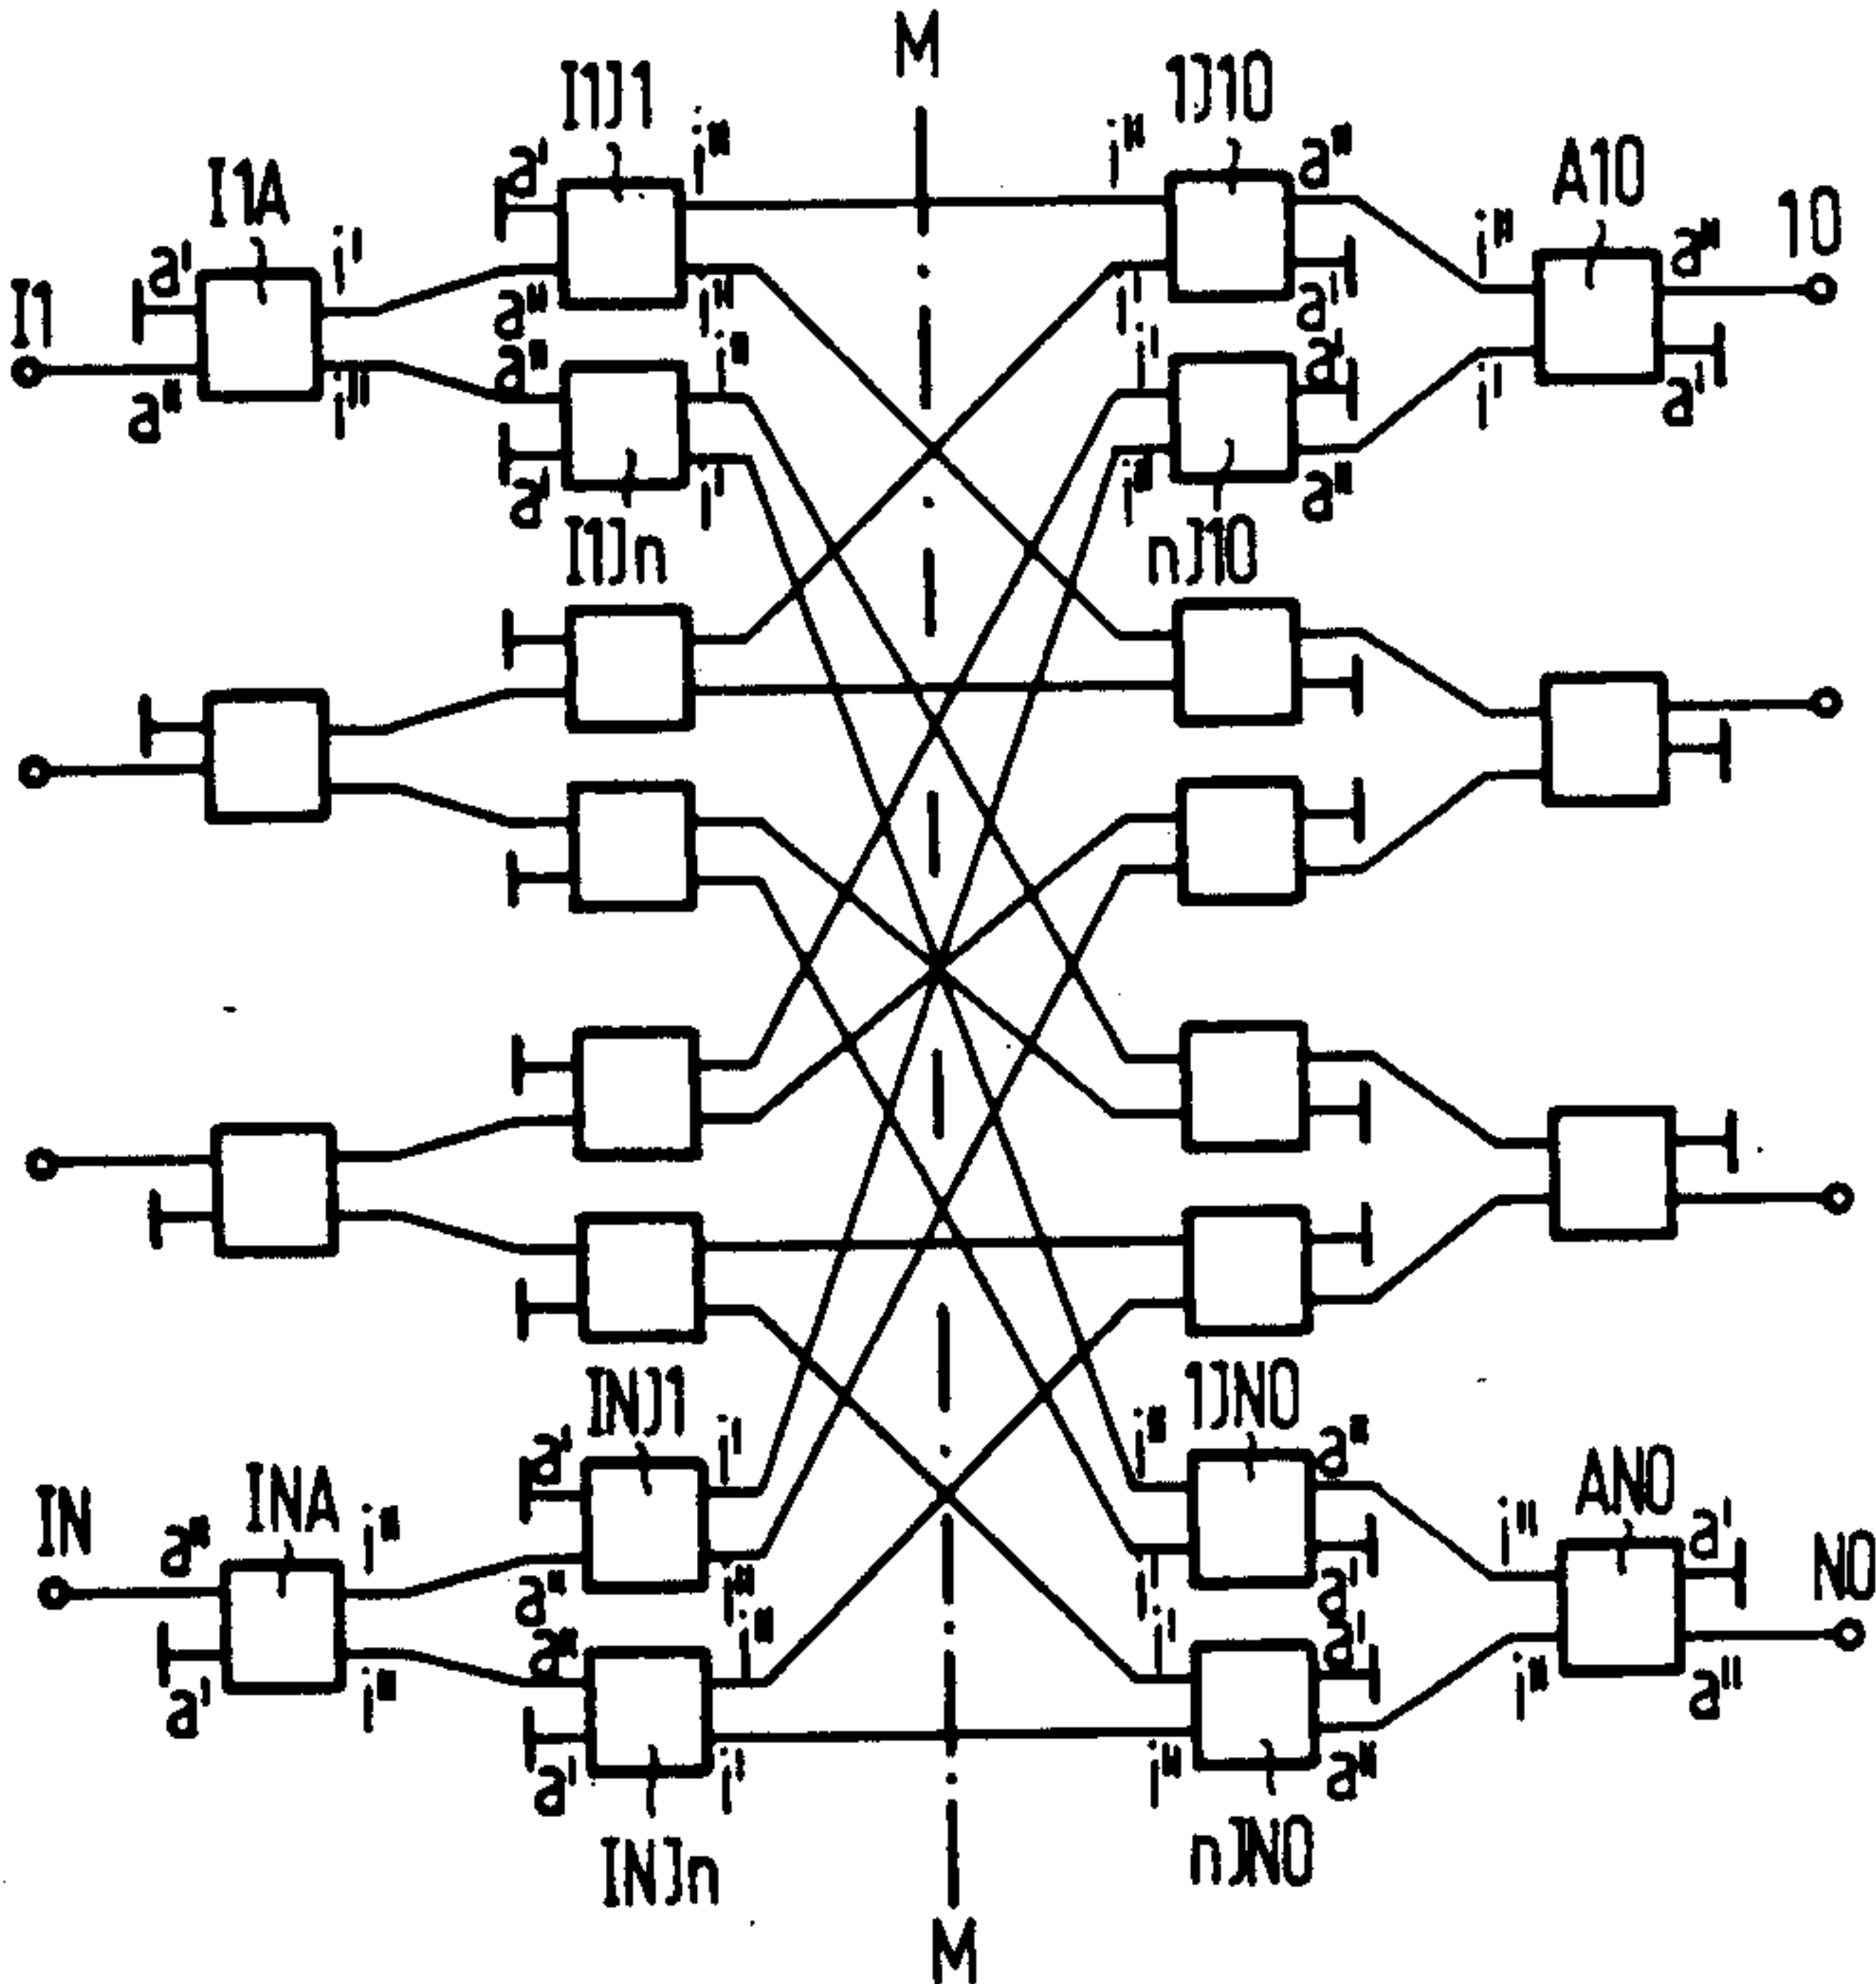 M
I1J1
1J10
i"
i"
a'
a"
I1A
A10
a'
i'
i"
a"
10
I1
a"
i"
a"
i"
i'
a'
a"
i"
i'
a'
i'
a'
a"
i'
a'
i"
a"
I1Jn
nJ10
INJ1
1JN0
a'
i'
i"
a"
IN
INA
a"
i"
AN0
i"
a'
N0
a"
i"
i'
a'
a"
i"
i'
a'
a'
i"
i"
a"
a'
i'
i"
a"
INJn
nJN0
M